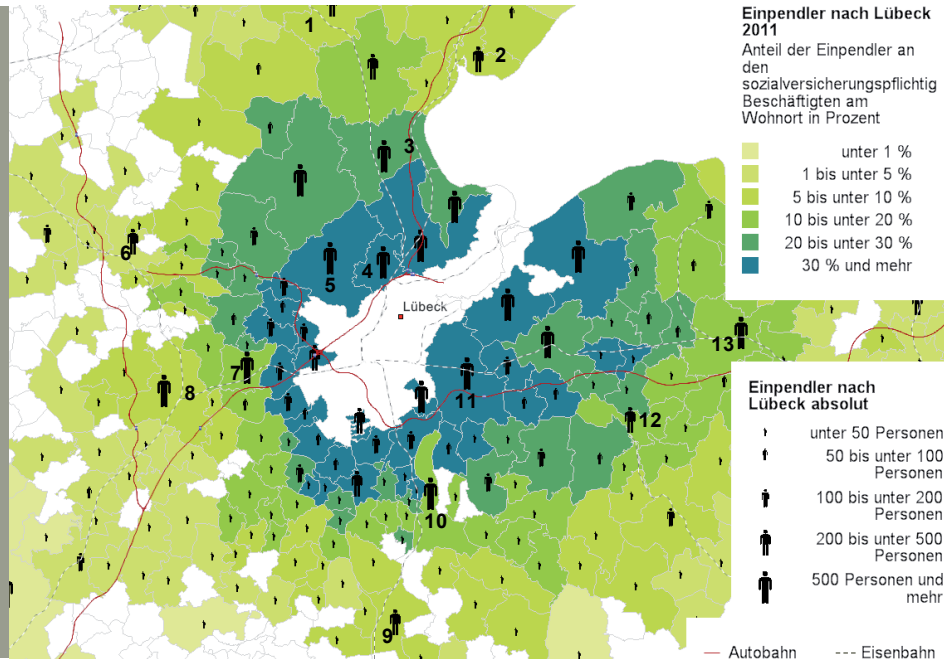 Einpendler nach Lübeck
2011
Anteil der Einpendler an
den
sozialversicherungspflichtig
Beschäftigten am
Wohnort in Prozent
unter 1 %
1 bis unter 5 %
5 bis unter 10 %
10 bis unter 20 %
20 bis unter 30 %
30 % und mehr
1
2
3
4
5
6
Lübeck
7
8
11
13
12
10
9
Einpendler nach
Lübeck absolut
unter 50 Personen
50 bis unter 100
Personen
100 bis unter 200
Personen
200 bis unter 500
Personen
500 Personen und
mehr
Autobahn
Eisenbahn